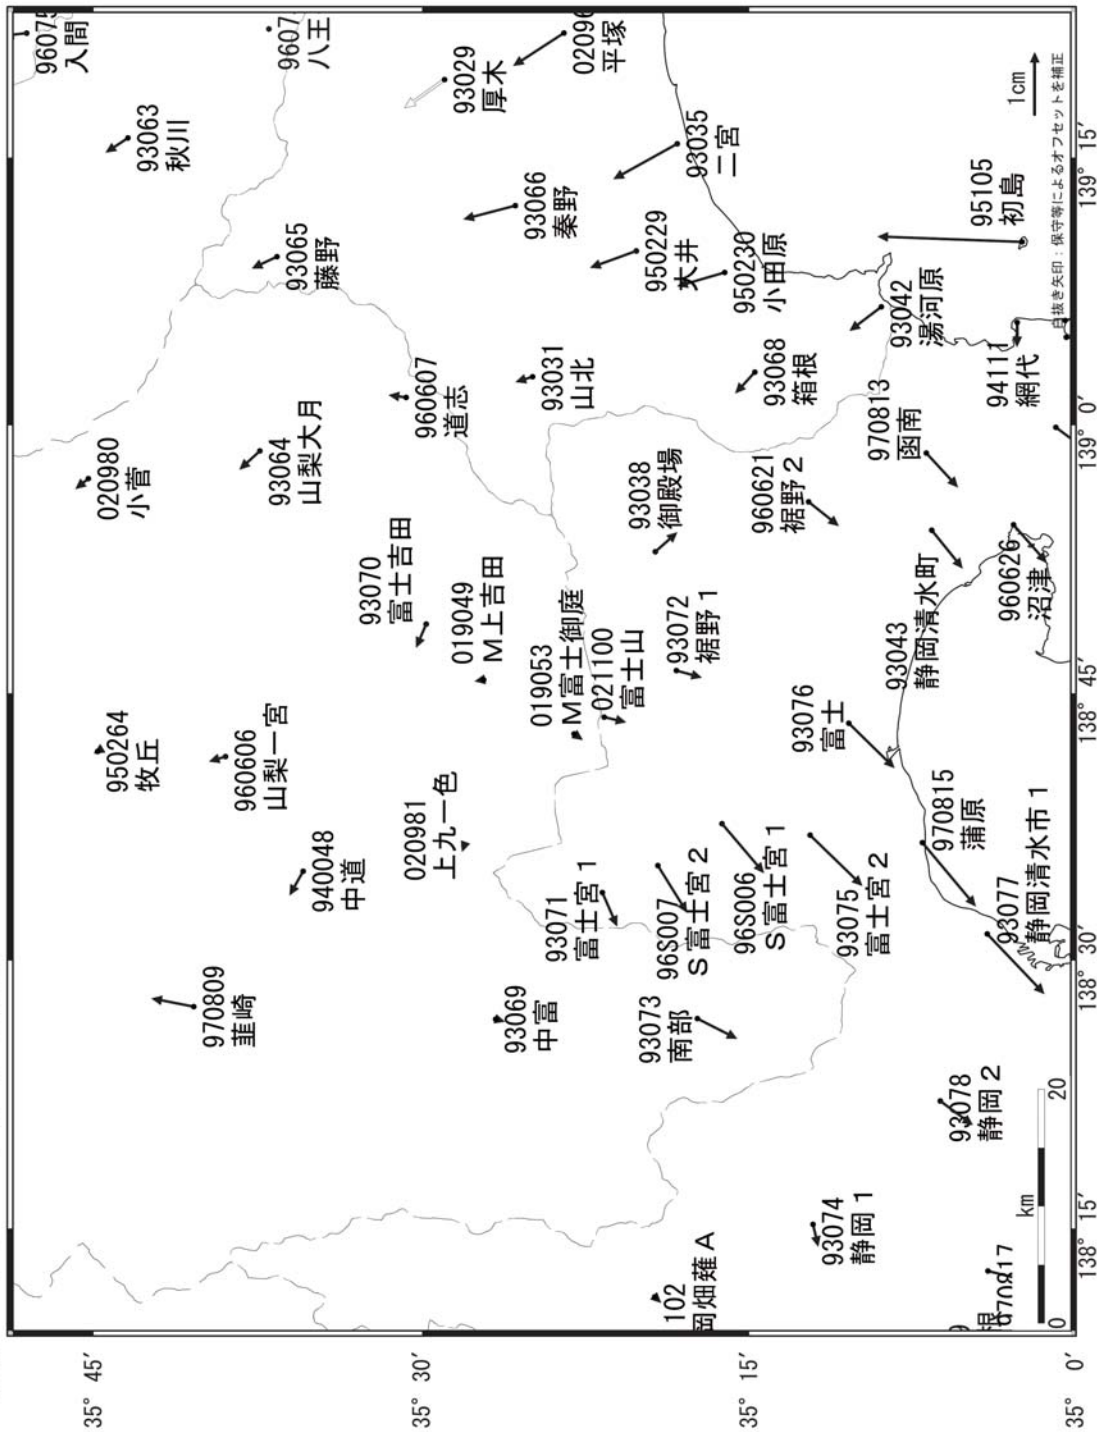 35° 45′
35° 30′
35° 15′
35° 0′
138° 15′
138° 30′
138° 45′
139° 0′
139° 15′
入間
八王
93063
秋川
93029
厚木
平塚
93065
藤野
93066
秦野
93035
二宮
950229
大井
950230
小田原
95105
初島
93042
湯河原
94111
網代
020980
小菅
93064
山梨大月
960607
道志
93031
山北
93068
箱根
970813
函南
93038
御殿場
960621
裾野2
93070
富士吉田
019049
M上吉田
019053
M富士御庭
021100
富士山
93072
裾野1
93043
静岡清水町
960626
沼津
950264
牧丘
960606
山梨一宮
940048
中道
020981
上九一色
93071
富士宮1
96S007
S富士宮2
96S006
S富士宮1
93075
富士宮2
93076
富士
970815
蒲原
93077
静岡清水市1
970809
韮崎
93069
中富
93073
南部
93078
静岡2
93074
静岡1
102
岡畑薙A
1cm
白抜き矢印：保守等によるオフセットを補正
km
0
20